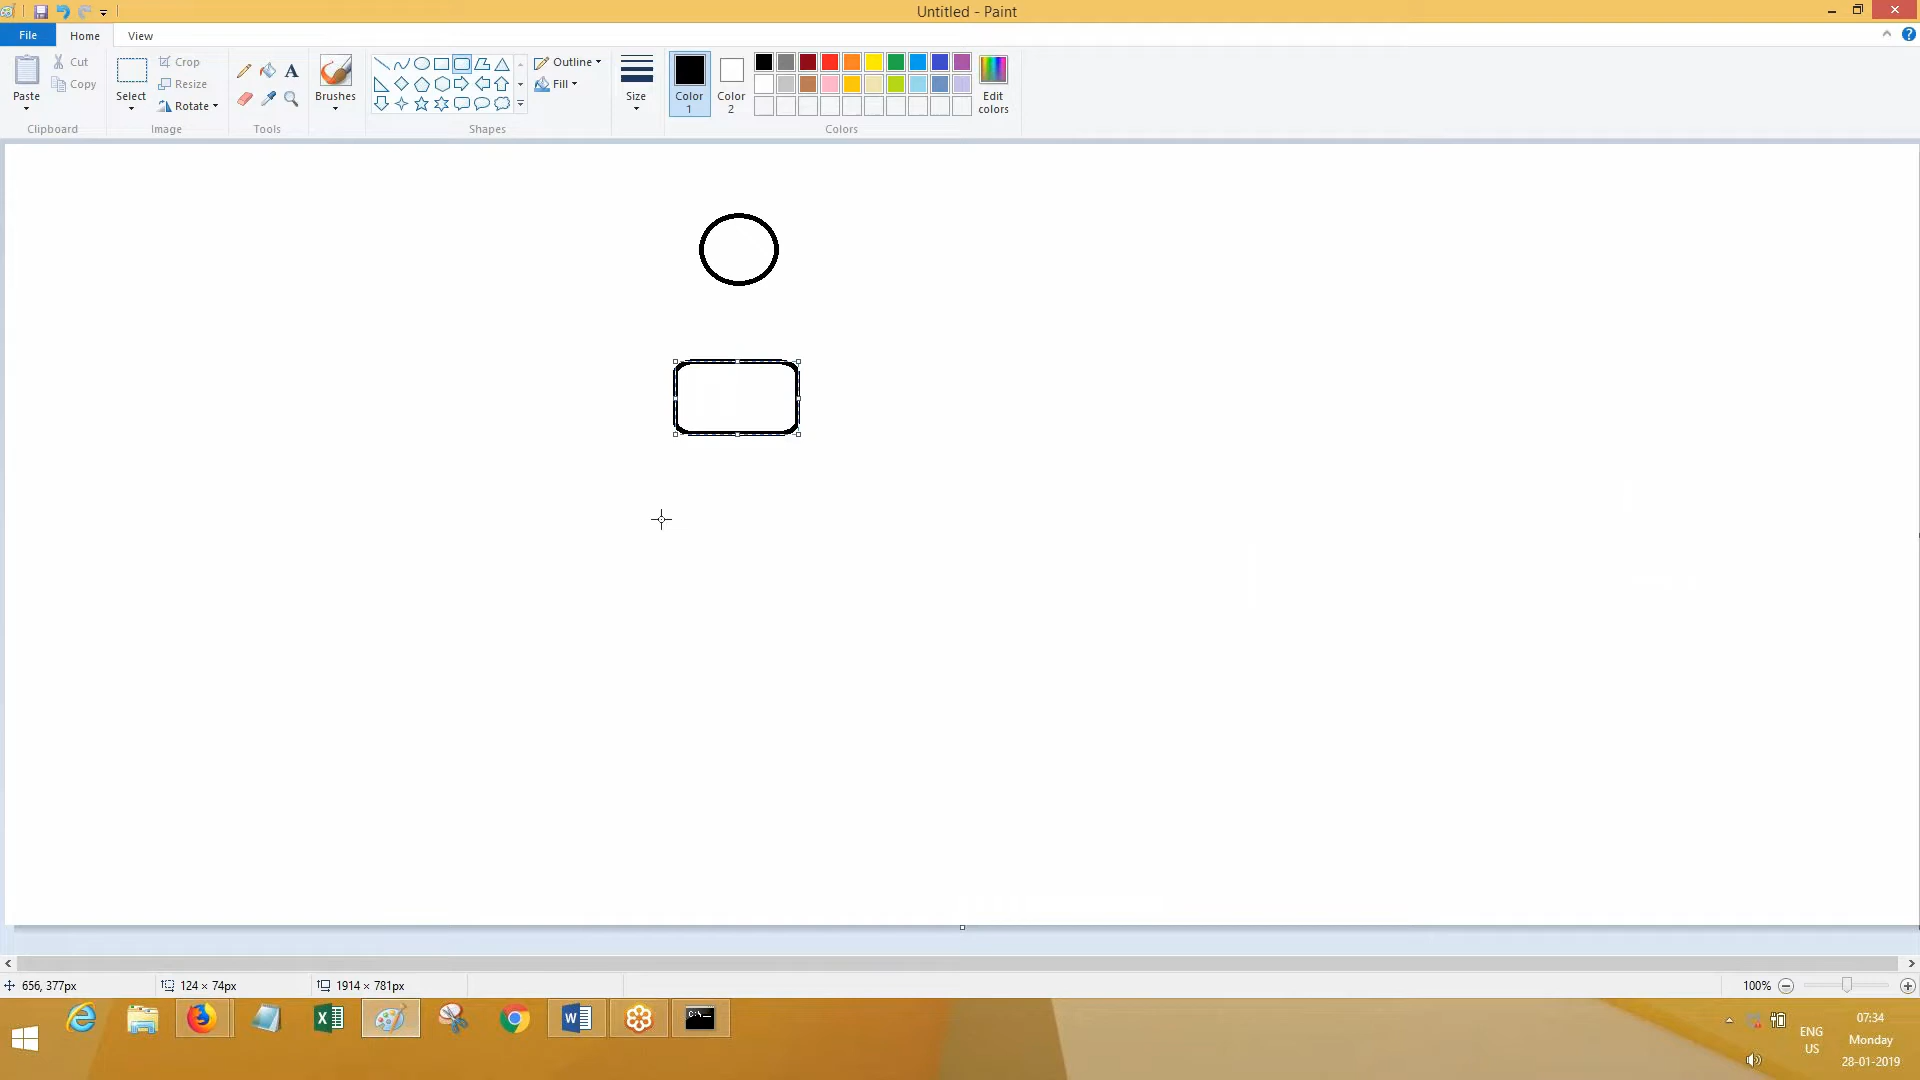 Untitled - Paint
File Home View
Paste
Cut
Copy
Clipboard
Select
Crop
Resize
Rotate
Image
A
Tools
Brushes
Outline
Fill
Shapes
Size
Color 1
Color 2
Edit colors
Colors
656, 377px
124 × 74px
1914 × 781px
100%
C:\_
ENG
US
07:34
Monday
28-01-2019